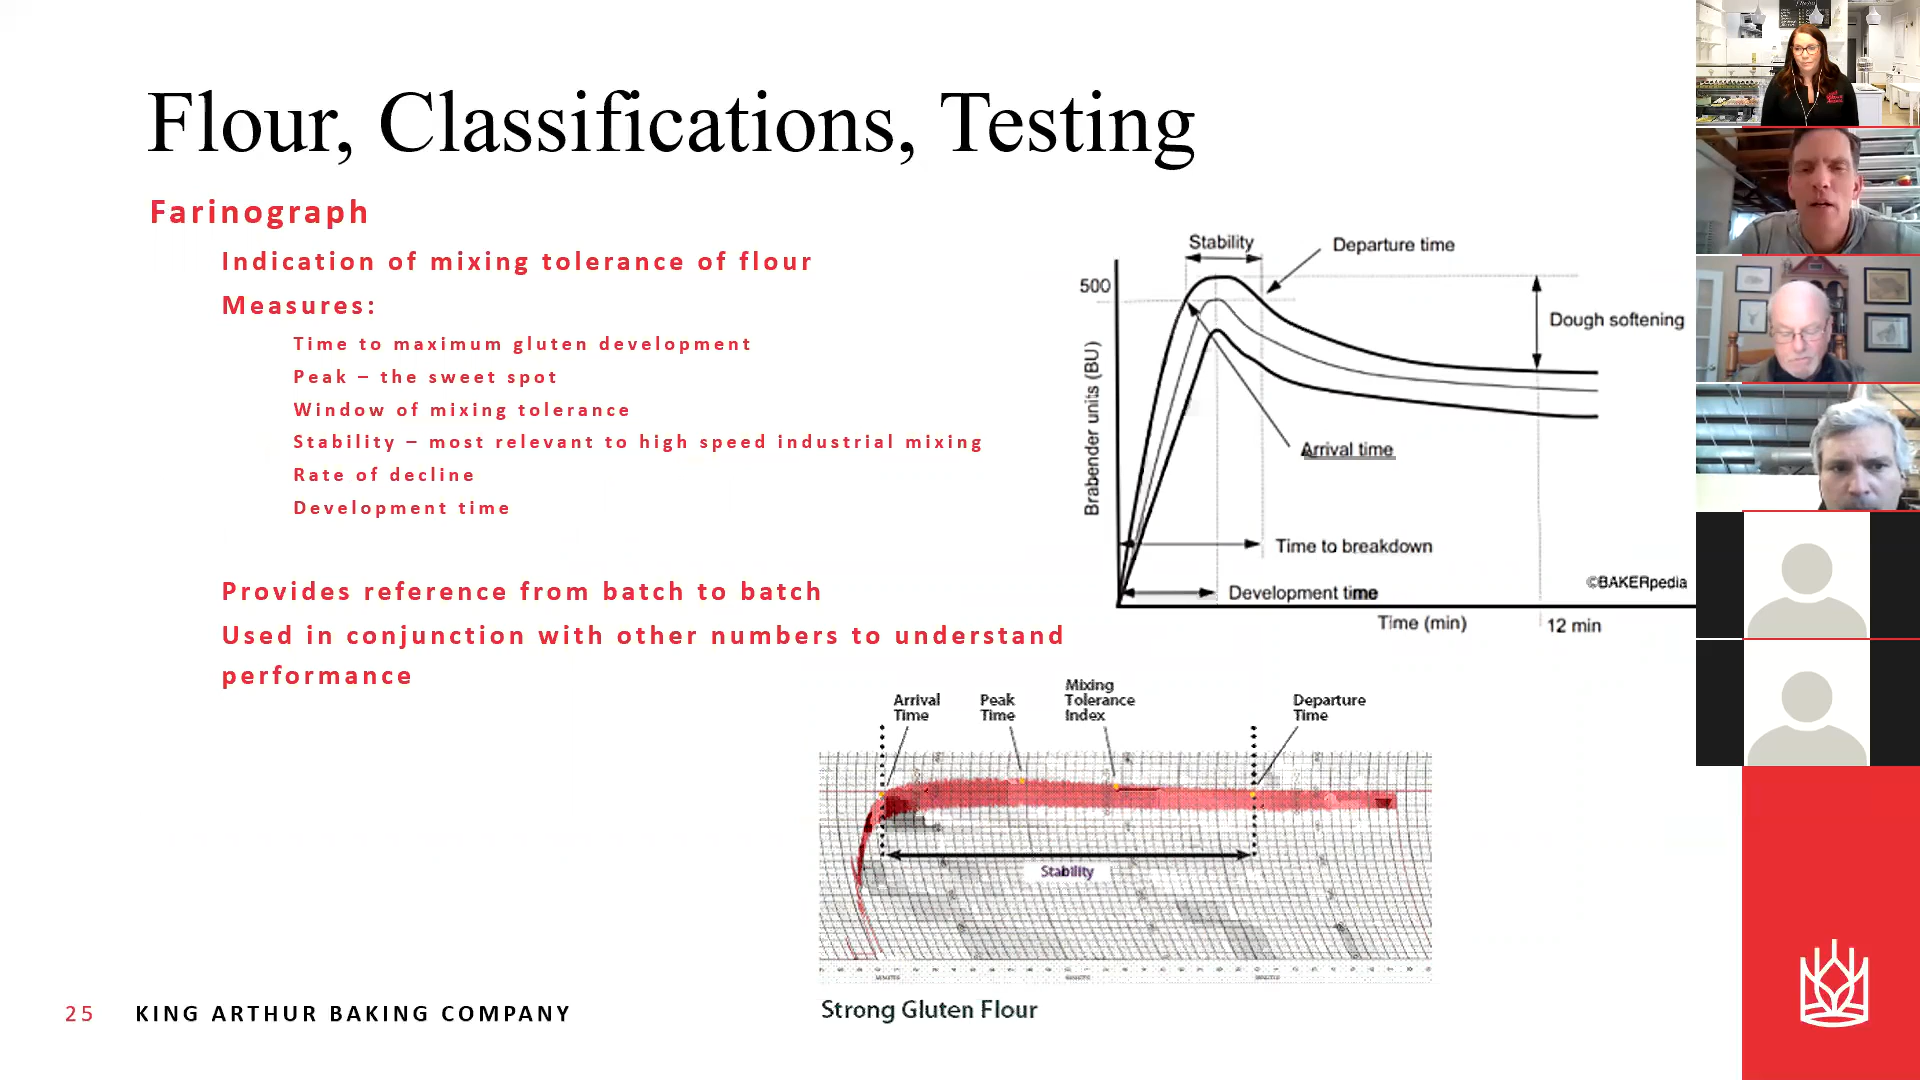 Flour, Classifications, Testing
Farinograph
Indication of mixing tolerance of flour
Measures:
Time to maximum gluten development
Peak – the sweet spot
Window of mixing tolerance
Stability – most relevant to high speed industrial mixing
Rate of decline
Development time
Provides reference from batch to batch
Used in conjunction with other numbers to understand
performance
Stability
Departure time
500
Dough softening
Brabender units (BU)
Arrival time
Time to breakdown
©BAKERpedia
Development time
Time (min)
12 min
Arrival
Time
Peak
Time
Mixing
Tolerance
Index
Departure
Time
Stability
Strong Gluten Flour
25
KING ARTHUR BAKING COMPANY